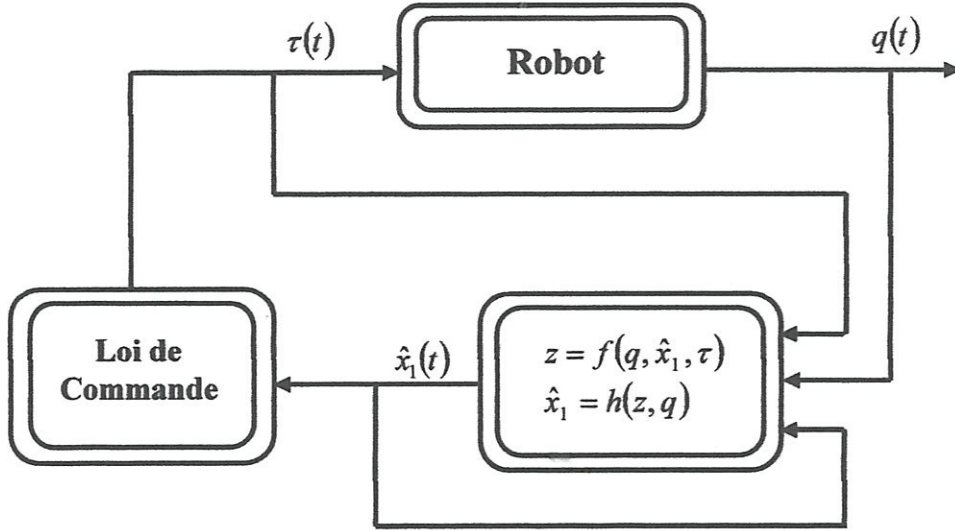 τ(t)
Robot
q(t)
Loi de
Commande
x̂₁(t)
z = f(q, x̂₁, τ)
x̂₁ = h(z, q)